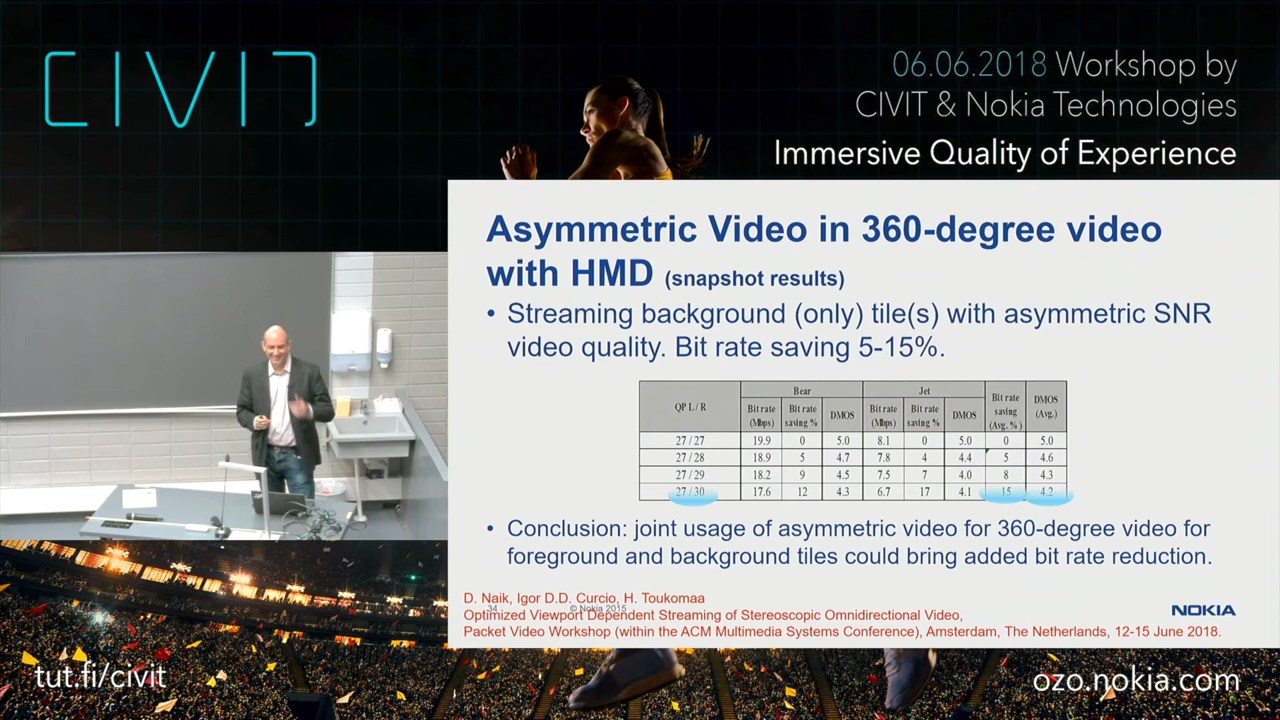 CIVIT
06.06.2018 Workshop by
CIVIT & Nokia Technologies
Immersive Quality of Experience
Asymmetric Video in 360-degree video
with HMD (snapshot results)
• Streaming background (only) tile(s) with asymmetric SNR
video quality. Bit rate saving 5-15%.
QP L / R Bear Jet Bit rate saving (Avg. %) DMOS (Avg.)
Bit rate (Mbps) Bit rate saving % DMOS Bit rate (Mbps) Bit rate saving % DMOS
27 / 27 19.9 0 5.0 8.1 0 5.0 0 5.0
27 / 28 18.9 5 4.7 7.8 4 4.4 5 4.6
27 / 29 18.2 9 4.5 7.5 7 4.0 8 4.3
27 / 30 17.6 12 4.3 6.7 17 4.1 15 4.2
• Conclusion: joint usage of asymmetric video for 360-degree video for
foreground and background tiles could bring added bit rate reduction.
D. Naik, Igor D.D. Curcio, H. Toukomaa
34 © Nokia 2015
NOKIA
Optimized Viewport Dependent Streaming of Stereoscopic Omnidirectional Video,
Packet Video Workshop (within the ACM Multimedia Systems Conference), Amsterdam, The Netherlands, 12-15 June 2018.
tut.fi/civit
ozo.nokia.com